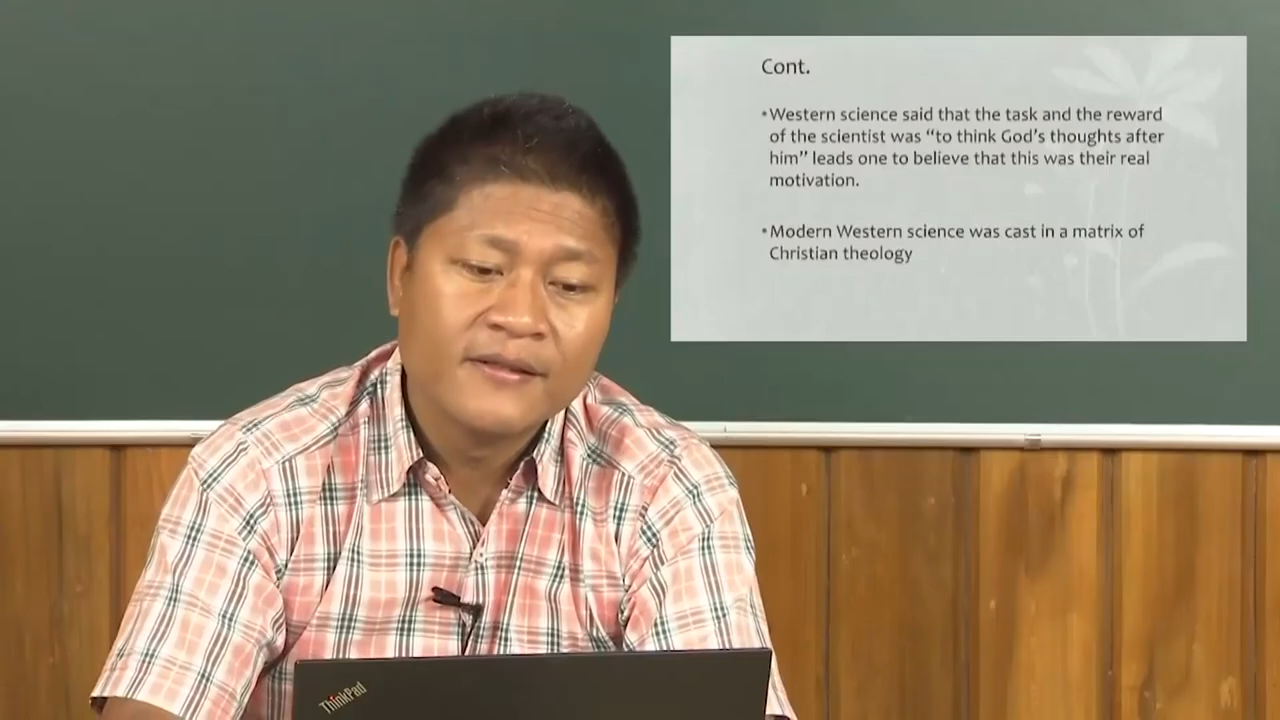 Cont.
•Western science said that the task and the reward
of the scientist was “to think God’s thoughts after
him” leads one to believe that this was their real
motivation.
•Modern Western science was cast in a matrix of
Christian theology
ThinkPad